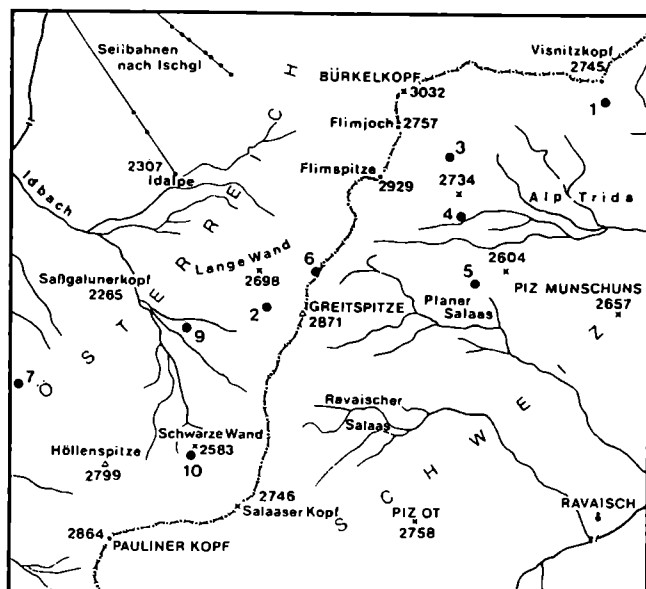 Seilbahnen
nach Ischgl
Visnitzkopf
2745
BÜRKELKOPF
3032
1
Flimjoch
2757
3
2307
Idalpe
Flimspitze
2929
2734
Alp Trida
Idbach
4
Lange Wand
2698
6
2604
Saßgalunerkopf
2265
5
PIZ MUNSCHUNS
2657
2
GREITSPITZE
2871
Planer
Salaas
9
7
ÖSTERREICH
Ravaischer
Salaas
SCHWEIZ
Schwarze Wand
2583
Höllenspitze
2799
10
2746
Salaaser Kopf
PIZ OT
2758
RAVAISCH
2864
PAULINER KOPF